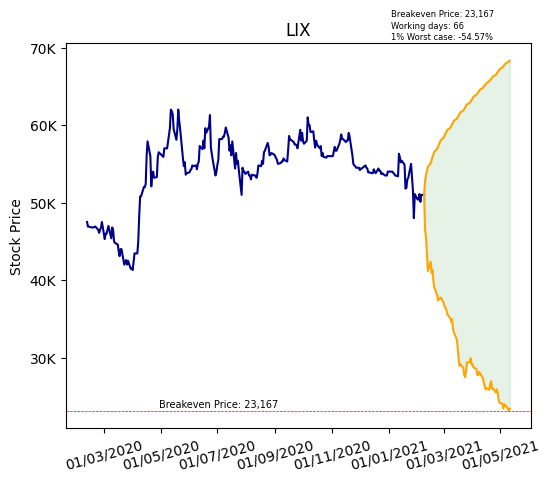 Breakeven Price: 23,167
Working days: 66
1% Worst case: -54.57%
LIX
70K
60K
50K
40K
30K
Stock Price
Breakeven Price: 23,167
01/03/2020
01/05/2020
01/07/2020
01/09/2020
01/11/2020
01/01/2021
01/03/2021
01/05/2021